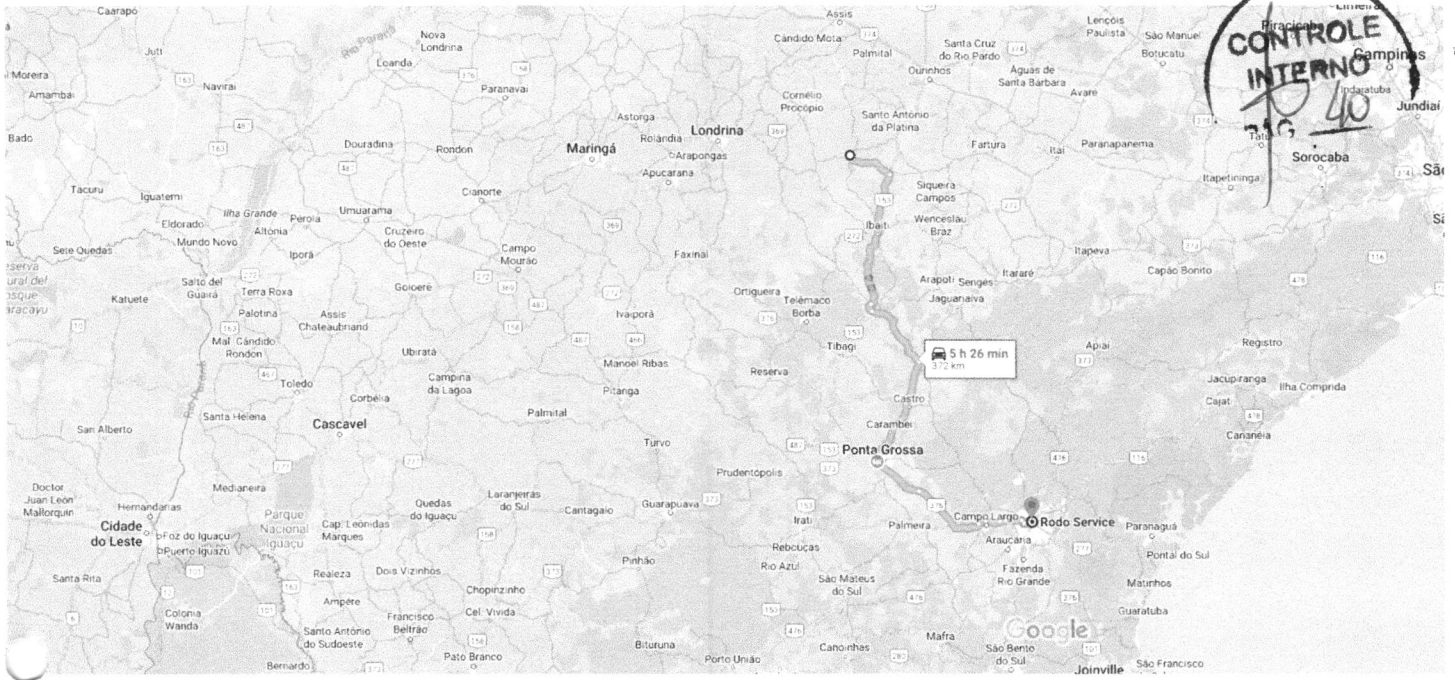 Caarapó
Assis
Limeira
Nova
Londrina
Cândido Mota
Lençóis
Paulista
São Manuel
Piracicaba
CONTROLE
INTERNO
40
Juti
Rio Paraná
Loanda
Palmital
Santa Cruz
do Rio Pardo
Botucatu
Campinas
Moreira
Naviraí
Paranavaí
Ourinhos
Águas de
Santa Bárbara
Avaré
Indaiatuba
Jundiaí
Amambai
Cornélio
Procópio
Santo Antônio
da Platina
Bado
Douradina
Rondon
Astorga
Rolândia
Londrina
Maringá
Arapongas
Apucarana
Fartura
Itaí
Paranapanema
Sorocaba
Itapetininga
Tacuru
Iguatemi
Cianorte
Siqueira
Campos
Eldorado
Ilha Grande
Altônia
Pérola
Umuarama
Cruzeiro
do Oeste
Wenceslau
Braz
Ibaiti
Sete Quedas
Mundo Novo
Iporã
Campo
Mourão
Faxinal
Itapeva
Capão Bonito
Katuete
Salto del
Guairá
Terra Roxa
Goioerê
Ortigueira
Telêmaco
Borba
Arapoti
Sengés
Itararé
Jaguariaíva
Palotina
Assis
Chateaubriand
Ivaiporã
Mal. Cândido
Rondon
Ubiratã
Manoel Ribas
Tibagi
5 h 26 min
372 km
Apiaí
Registro
Toledo
Campina
da Lagoa
Pitanga
Reserva
Jacupiranga
Ilha Comprida
Corbélia
Castro
Cajati
Santa Helena
Palmital
Carambeí
Cananéia
San Alberto
Cascavel
Turvo
Ponta Grossa
Prudentópolis
Doctor
Juan León
Mallorquín
Medianeira
Hernandarias
Quedas
do Iguaçu
Laranjeiras
do Sul
Cantagalo
Guarapuava
Cidade
do Leste
Foz do Iguaçu
Puerto Iguazú
Parque
Nacional
Iguaçu
Cap. Leônidas
Marques
Irati
Palmeira
Campo Largo
Rodo Service
Paranaguá
Araucária
Rebouças
Rio Azul
Pontal do Sul
Santa Rita
Realeza
Dois Vizinhos
Pinhão
São Mateus
do Sul
Fazenda
Rio Grande
Matinhos
Chopinzinho
Ampére
Guaratuba
Colonia
Wanda
Francisco
Beltrão
Cel. Vivida
Google
Santo Antônio
do Sudoeste
Bituruna
Canoinhas
Mafra
Bernardo
Pato Branco
Porto União
São Bento
do Sul
Joinville
São Francisco